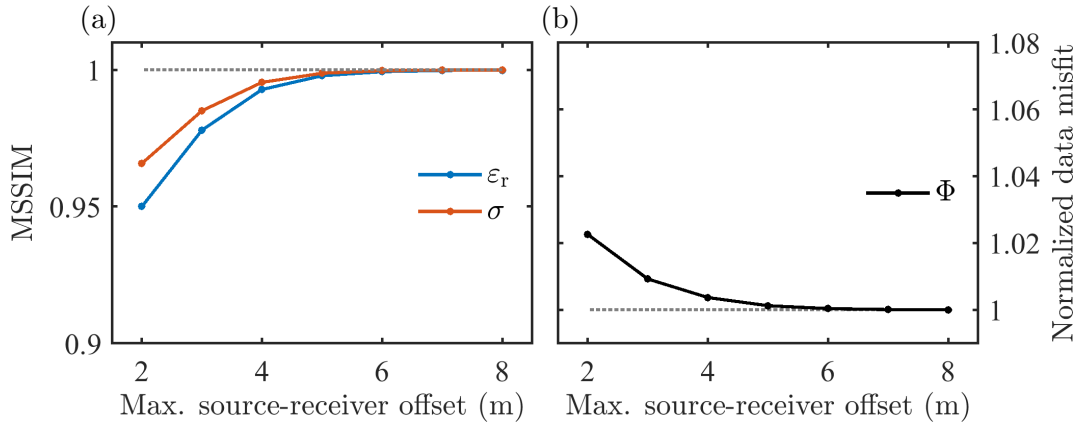 (a)
(b)
1
0.95
0.9
MSSIM
εr
σ
2
4
6
8
Max. source-receiver offset (m)
Φ
1.08
1.06
1.04
1.02
1
Normalized data misfit
2
4
6
8
Max. source-receiver offset (m)